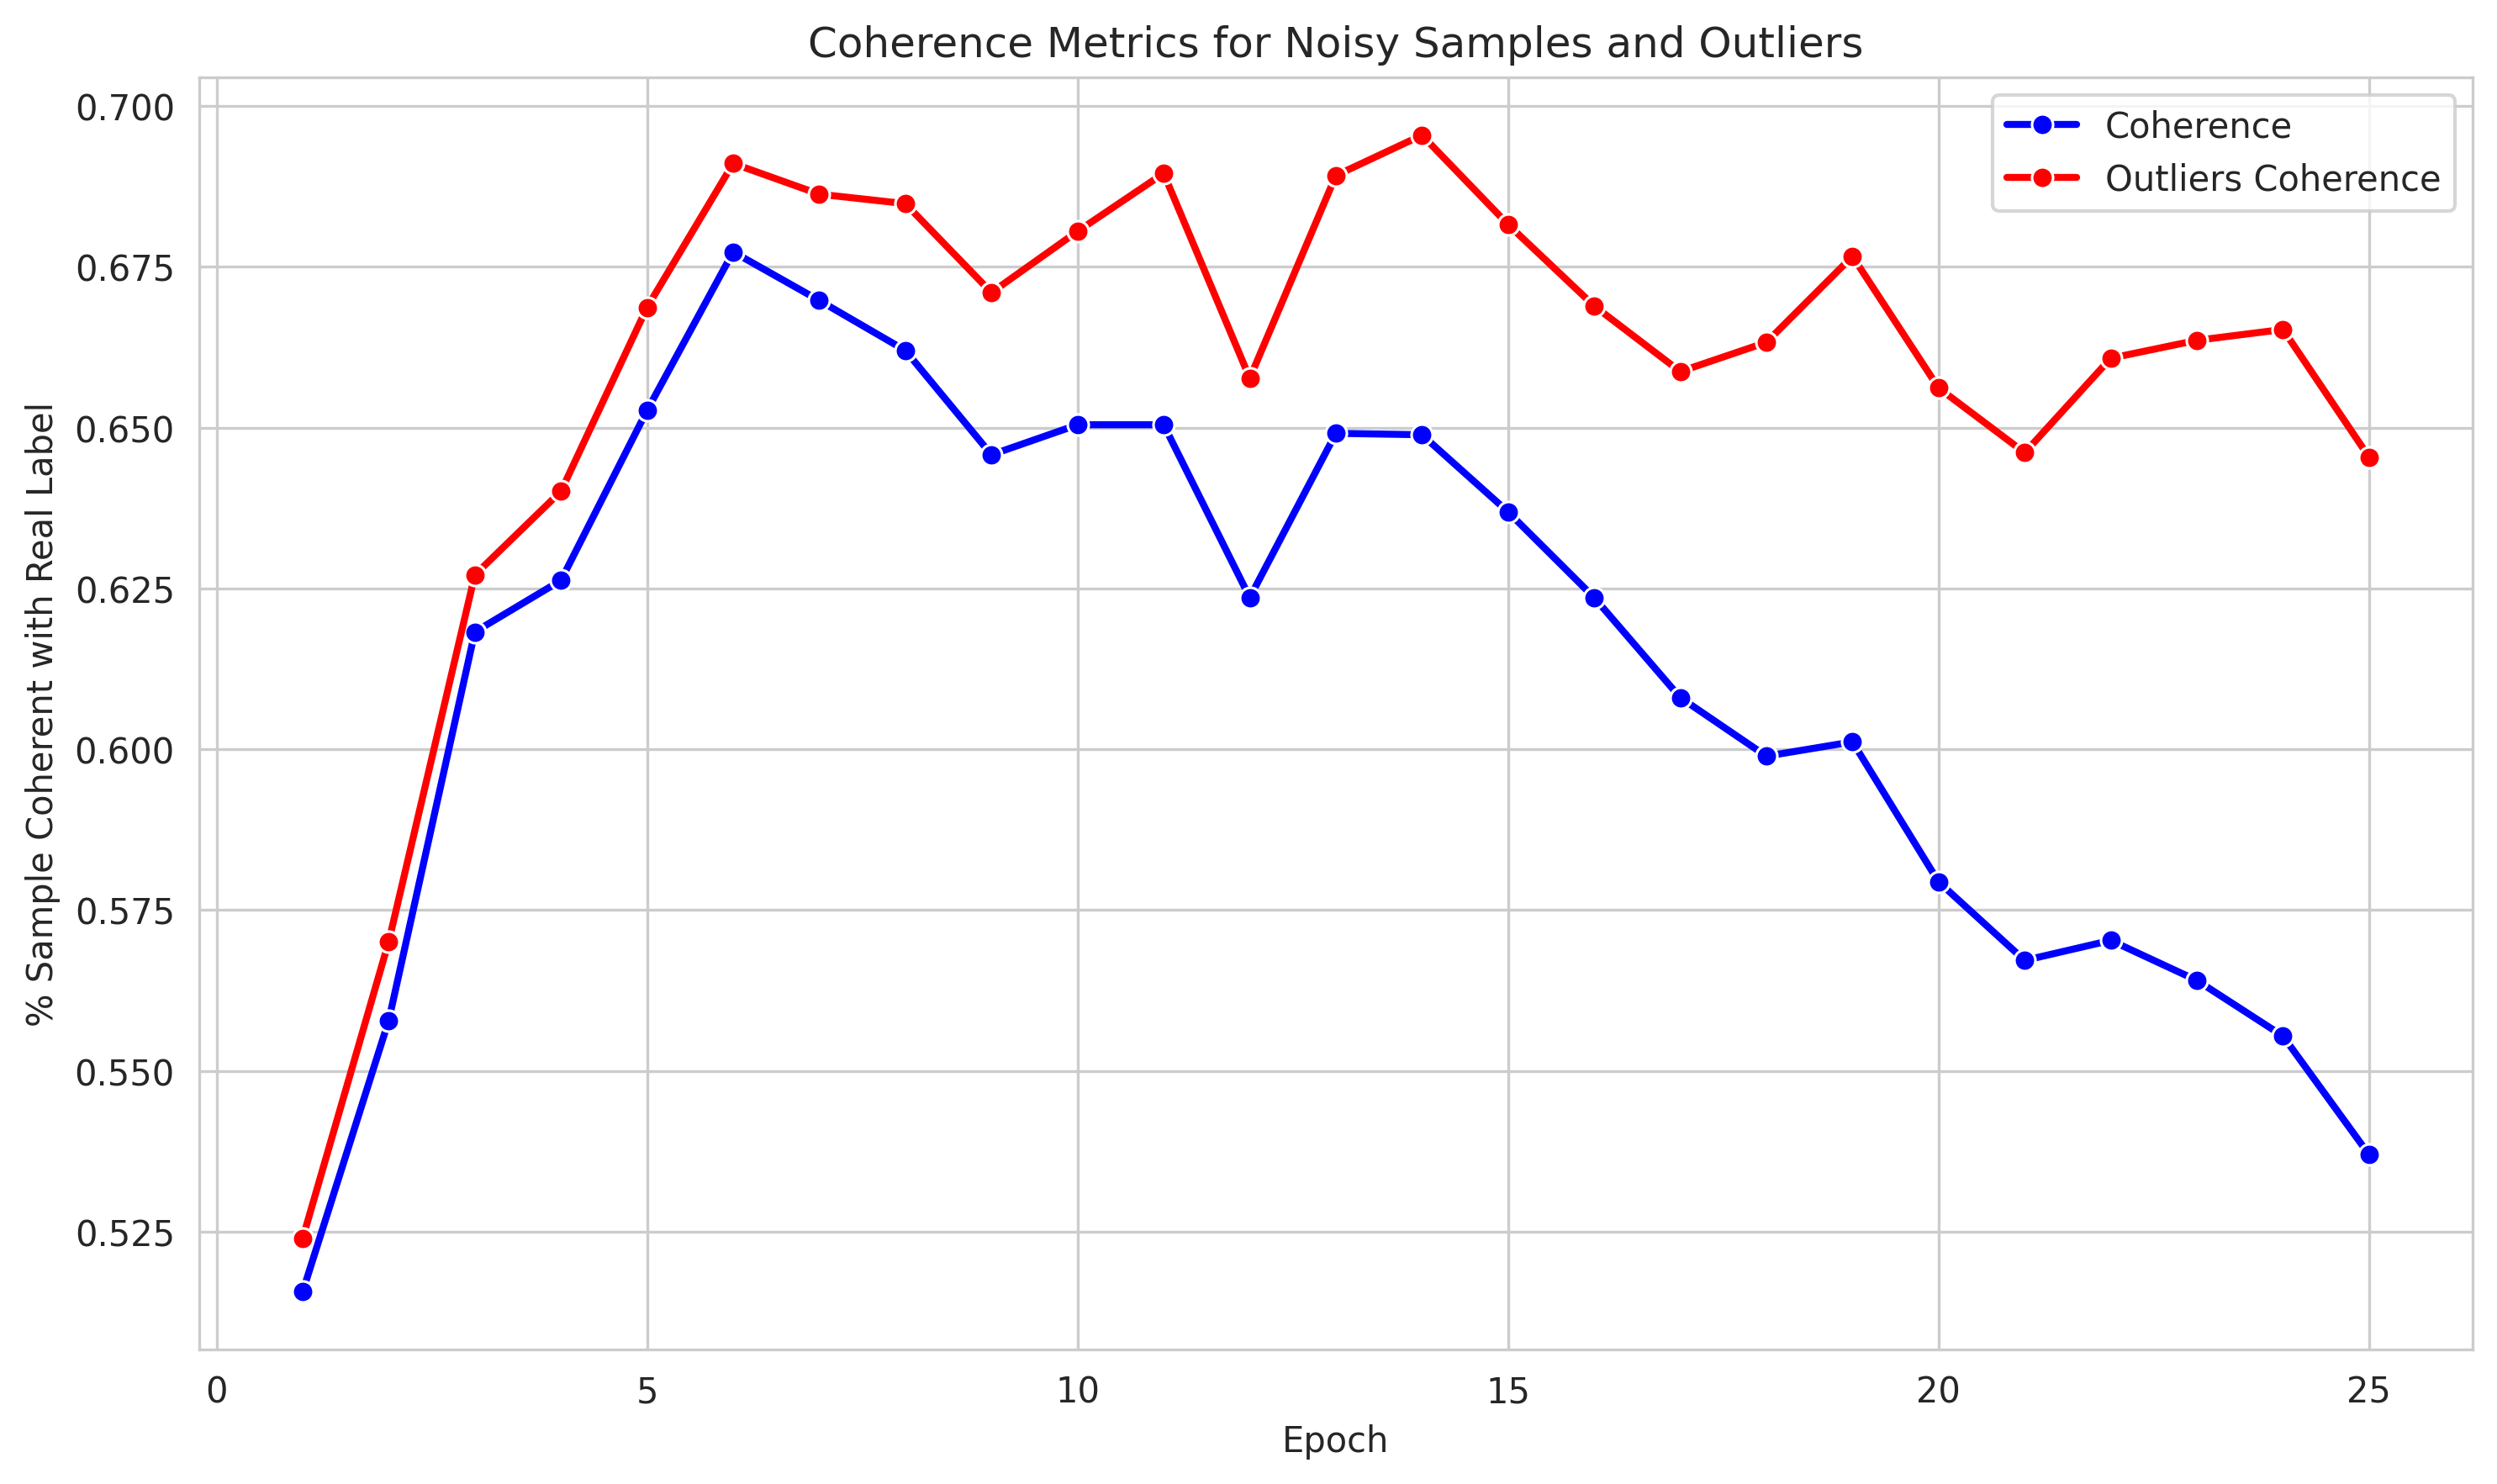 Coherence Metrics for Noisy Samples and Outliers
Coherence
Outliers Coherence
% Sample Coherent with Real Label
0.700
0.675
0.650
0.625
0.600
0.575
0.550
0.525
0 5 10 15 20 25
Epoch